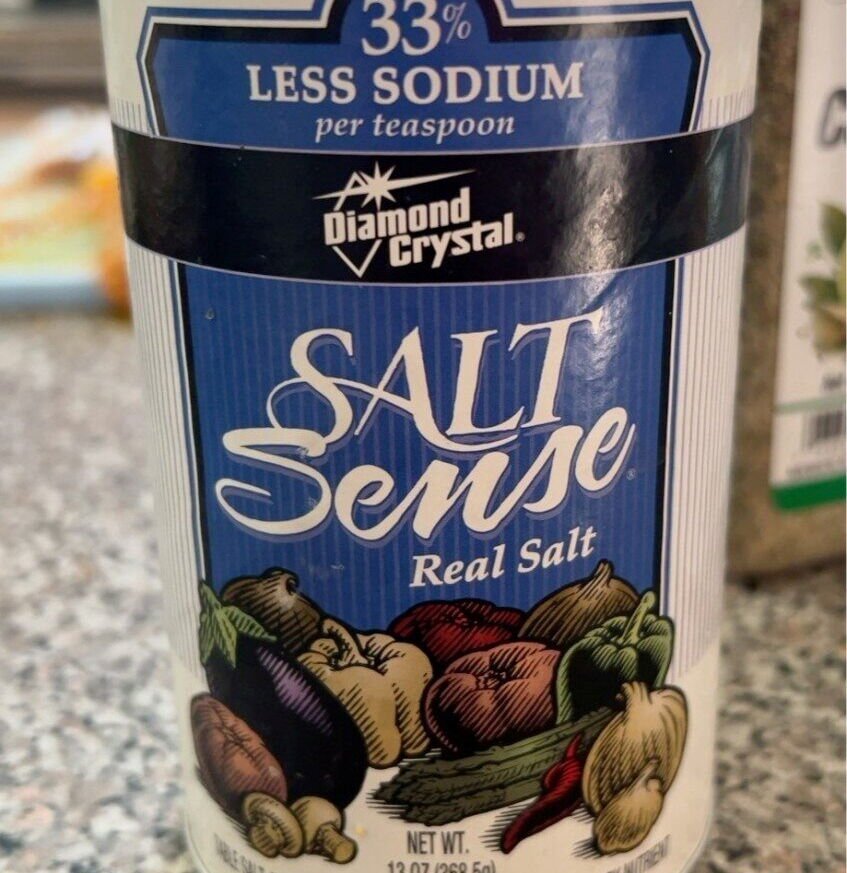 33%
LESS SODIUM
per teaspoon
Diamond
Crystal®
SALT
Sense®
Real Salt
NET WT.